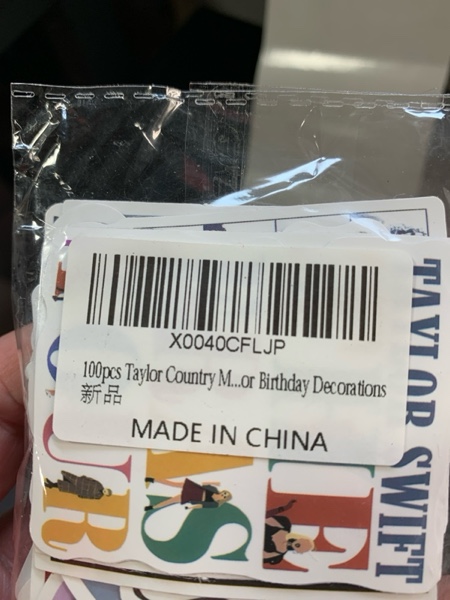 X0040CFLJP
100pcs Taylor Country M...or Birthday Decorations
新品
MADE IN CHINA
TAYLOR SWIFT